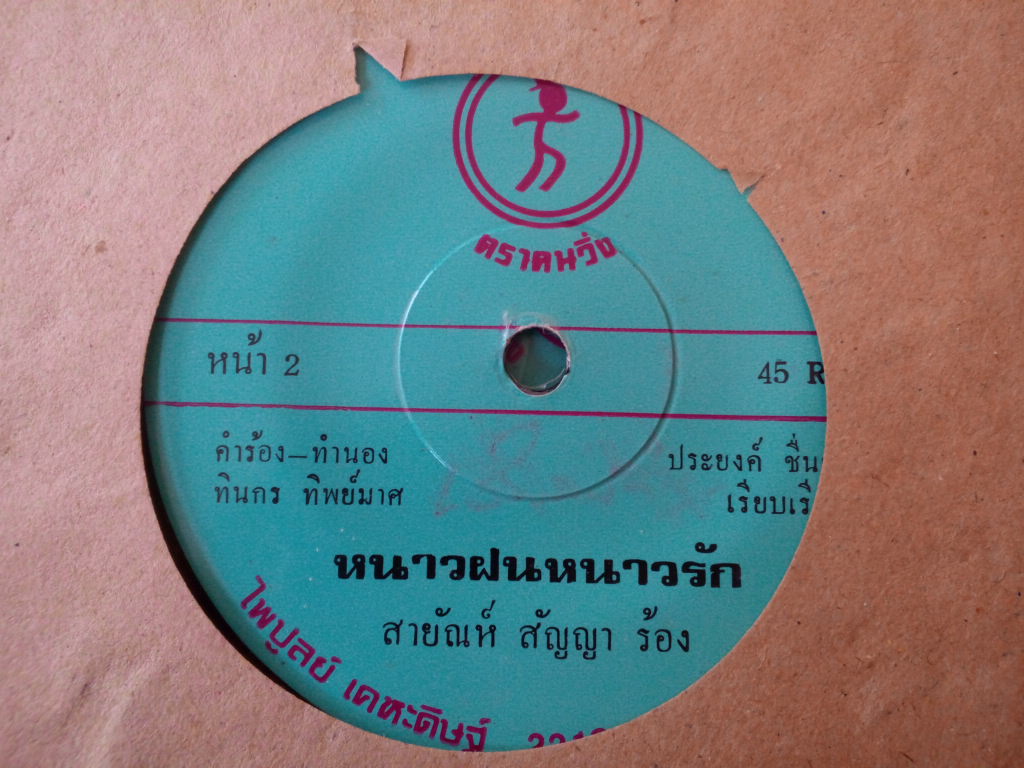 ตราคนวิ่ง
หน้า 2
45 R
คำร้อง–ทำนอง
ทินกร ทิพย์มาศ
ประยงค์ ชื่น
เรียบเรี
หนาวฝนหนาวรัก
สายัณห์ สัญญา ร้อง
ไพบูลย์ เคหะดิษฐ์